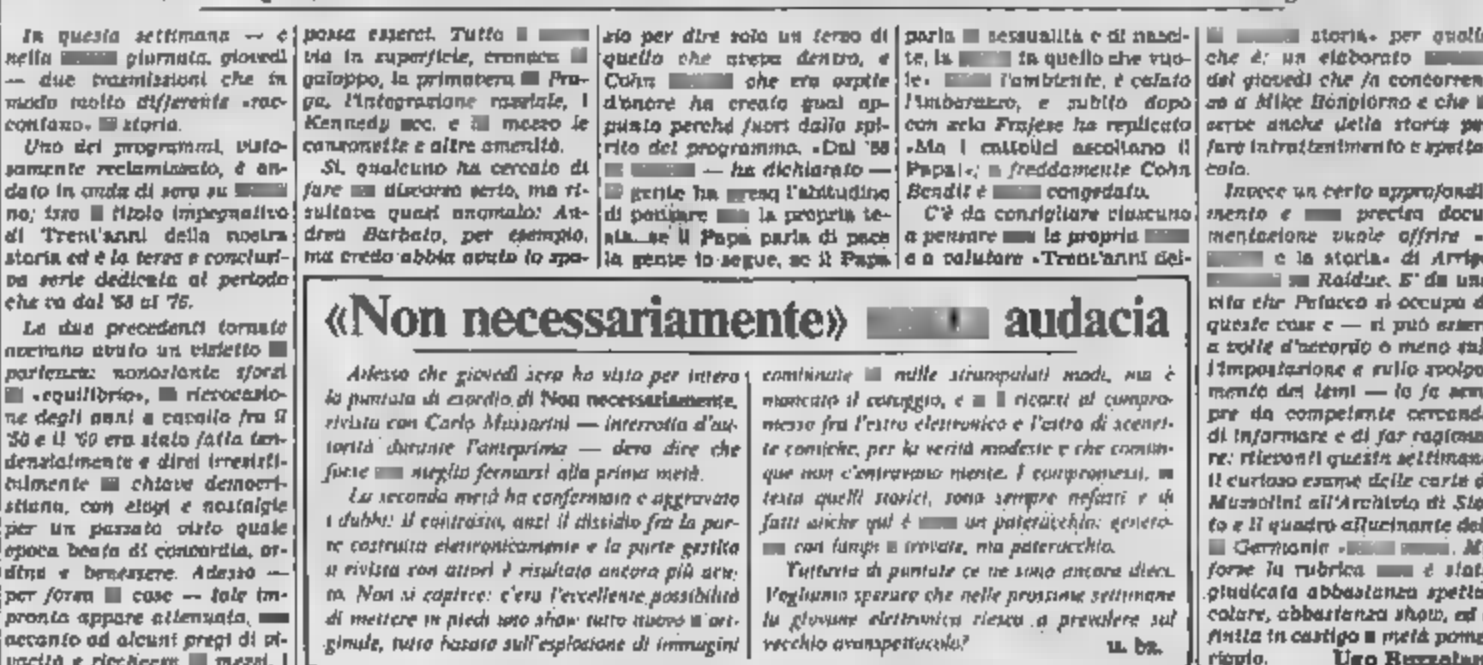 In questa settimana — e
nella giornata, giovedì
— due trasmissioni che in
modo molto differente «rac-
contano» storia.
Uno dei programmi, visto-
samente reclamizzato, è an-
dato in onda di sera su
no; titolo impegnativo
di Trent'anni della nostra
storia ed è la terza e conclusi-
va serie dedicata al periodo
che va dal '68 al '75.
Le due precedenti tornate
avevano avuto un difetto
partenza: nonostante sforzi
«equilibrio», rievocazio-
ne degli anni a cavallo fra il
'50 e il '60 era stata fatta ten-
denzialmente e direi irresisti-
bilmente chiave democri-
stiana, con elogi e nostalgie
per un passato visto quale
epoca beata di concordia, or-
dine e benessere. Adesso —
per forza cose — tale im-
pronta appare attenuata,
accanto ad alcuni pregi di vi-
vacità e ricchezza mezzi,
possa esserci. Tutto
via in superficie, cronaca
galoppo, la primavera Pra-
ga, l'integrazione razziale, i
Kennedy ecc. e mezzo le
canzonette e altre amenità.
Sì, qualcuno ha cercato di
fare discorso serio, ma ri-
sultava quasi anomalo: An-
drea Barbato, per esempio,
ma credo abbia avuto lo spa-
zio per dire solo un terzo di
quello che aveva dentro, e
Cohn che era ospite
d'onore ha creato guai ap-
punto perché fuori dallo spi-
rito del programma. «Dal '68
— ha dichiarato —
gente ha preso l'abitudine
di pensare la propria te-
sta, se il Papa parla di pace
la gente lo segue, se il Papa
parla sessualità e di nasci-
te, la fa quello che vuo-
le» l'ambiente, è calato
l'imbarazzo, e subito dopo
con zelo Frajese ha replicato
«Ma i cattolici ascoltano il
Papa!»; freddamente Cohn
Bendit è congedato.
C'è da consigliare ciascuno
a pensare la propria
e a valutare «Trent'anni del-
storia» per quello
che è: un elaborato
del giovedì che fa concorren-
za a Mike Bongiorno e che
serve anche della storia per
fare intrattenimento e spetta-
colo.
Invece un certo approfondi-
mento e precisa docu-
mentazione vuole offrire
e la storia» di Arrigo
su Raidue. E' da una
vita che Petacco si occupa di
queste cose e — si può essere
a volte d'accordo o meno sul-
l'impostazione e sullo svolgi-
mento dei temi — lo fa sem-
pre da competente cercando
di informare e di far ragiona-
re: rilevanti questa settimana
il curioso esame delle carte di
Mussolini all'Archivio di Sta-
to e il quadro allucinante del
Germania
forse la rubrica è stata
giudicata abbastanza spetta-
colare, abbastanza show, ed
finita in castigo metà pome-
riggio.
Ugo
«Non necessariamente» audacia
Adesso che giovedì sera ho visto per intero
la puntata di esordio di Non necessariamente,
rivista con Carlo Massarini — interrotta d'au-
torità durante l'anteprima — devo dire che
forse meglio fermarsi alla prima metà.
La seconda metà ha confermato e aggravato
i dubbi: il contrasto, anzi il dissidio fra la par-
te costruita elettronicamente e la parte gestita
a rivista con attori è risultato ancora più acu-
to. Non si capisce: c'era l'eccellente possibilità
di mettere in piedi uno show tutto nuovo ori-
ginale, tutto basato sull'esplosione di immagini
combinate mille strampalati modi, ma è
mancato il coraggio, e ricorsi al compro-
messo fra l'estro elettronico e l'estro di scenet-
te comiche, per la verità modeste e che comun-
que non c'entravano niente. I compromessi,
testa quelli storici, sono sempre nefasti e di-
fatti anche qui è un pateracchio: genero-
con lampi trovate, ma pateracchio.
Tuttavia di puntate ce ne sono ancora dieci.
Vogliamo sperare che nelle prossime settimane
la giovane elettronica riesca a prevalere sul
vecchio avanspettacolo?
u. bz.